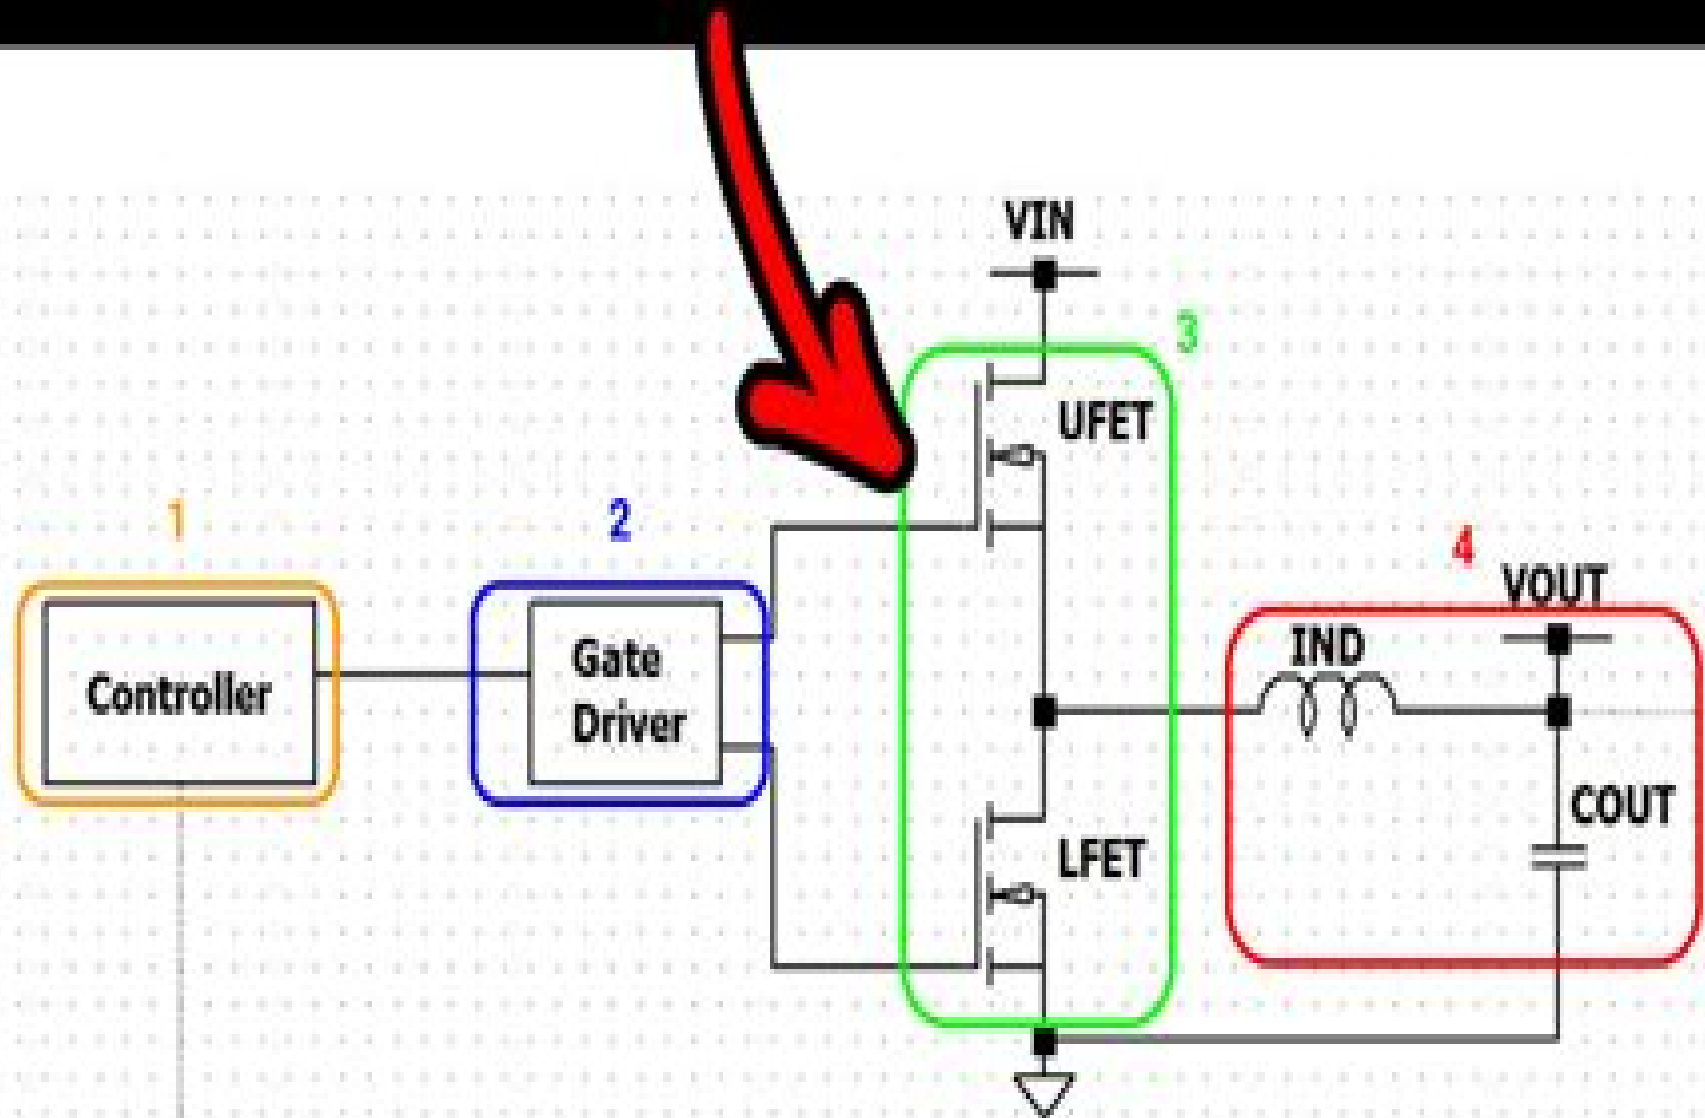 VIN
3
UFET
1
2
4
VOUT
Gate
Driver
IND
Controller
COUT
LFET